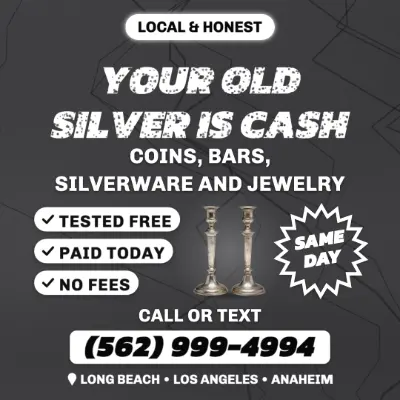 LOCAL & HONEST
YOUR OLD
SILVER IS CASH
COINS, BARS,
SILVERWARE AND JEWELRY
TESTED FREE
PAID TODAY
NO FEES
SAME
DAY
CALL OR TEXT
(562) 999-4994
LONG BEACH • LOS ANGELES • ANAHEIM